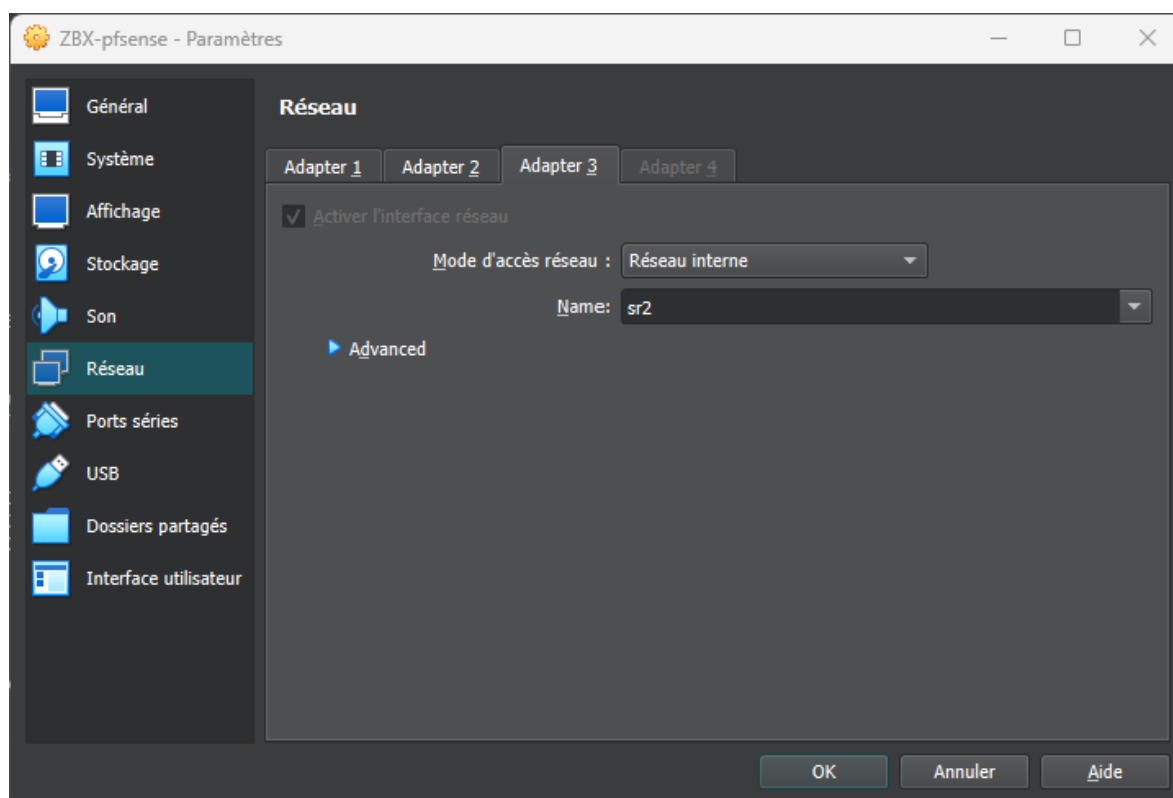 ZBX-pfsense - Paramètres
Général
Système
Affichage
Stockage
Son
Réseau
Ports séries
USB
Dossiers partagés
Interface utilisateur
Réseau
Adapter 1 Adapter 2 Adapter 3 Adapter 4
Activer l'interface réseau
Mode d'accès réseau : Réseau interne
Name: sr2
Advanced
OK Annuler Aide